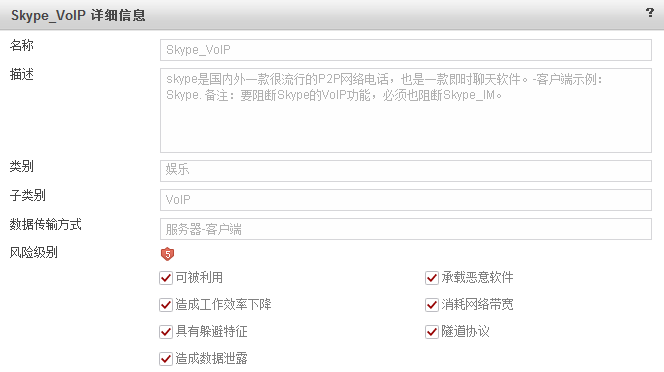 Skype_VoIP 详细信息 ?
名称 Skype_VoIP
描述 skype是国内外一款很流行的P2P网络电话，也是一款即时聊天软件。-客户端示例：
Skype. 备注：要阻断Skype的VoIP功能，必须也阻断Skype_IM。
类别 娱乐
子类别 VoIP
数据传输方式 服务器-客户端
风险级别 5
可被利用 承载恶意软件
造成工作效率下降 消耗网络带宽
具有躲避特征 隧道协议
造成数据泄露